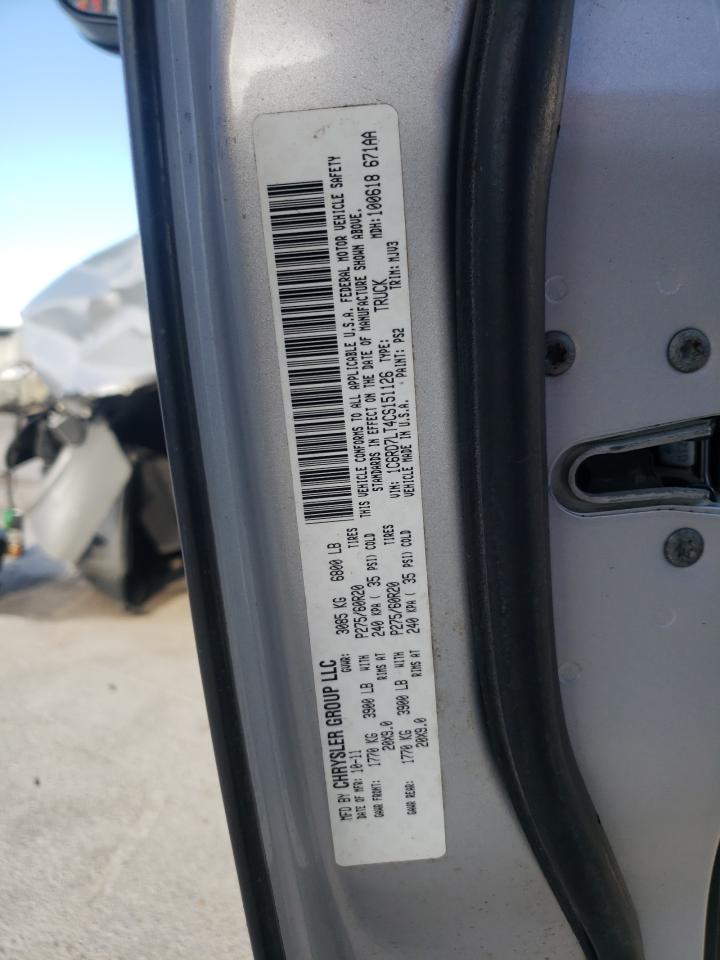 MFD BY CHRYSLER GROUP LLC
DATE OF MFR: 10-11 GVWR: 3085 KG 6800 LB
GAWR FRONT: 1770 KG 3900 LB WITH P275/60R20 TIRES
20X9.0 RIMS AT 240 KPA ( 35 PSI) COLD
GAWR REAR: 1770 KG 3900 LB WITH P275/60R20 TIRES
20X9.0 RIMS AT 240 KPA ( 35 PSI) COLD
THIS VEHICLE CONFORMS TO ALL APPLICABLE U.S.A. FEDERAL MOTOR VEHICLE SAFETY
STANDARDS IN EFFECT ON THE DATE OF MANUFACTURE SHOWN ABOVE.
MDH: 100618 671AA
VIN: 1C6RD7LT4CS151126 TYPE: TRUCK
VEHICLE MADE IN U.S.A. PAINT: PS2 TRIM: MJV3